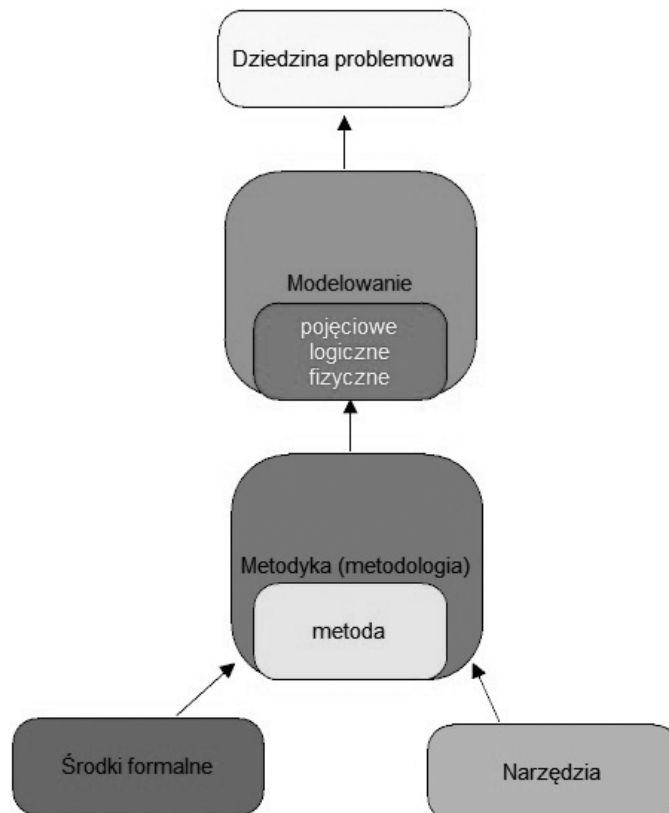 Dziedzina problemowa
Modelowanie
pojęciowe
logiczne
fizyczne
Metodyka (metodologia)
metoda
Środki formalne
Narzędzia